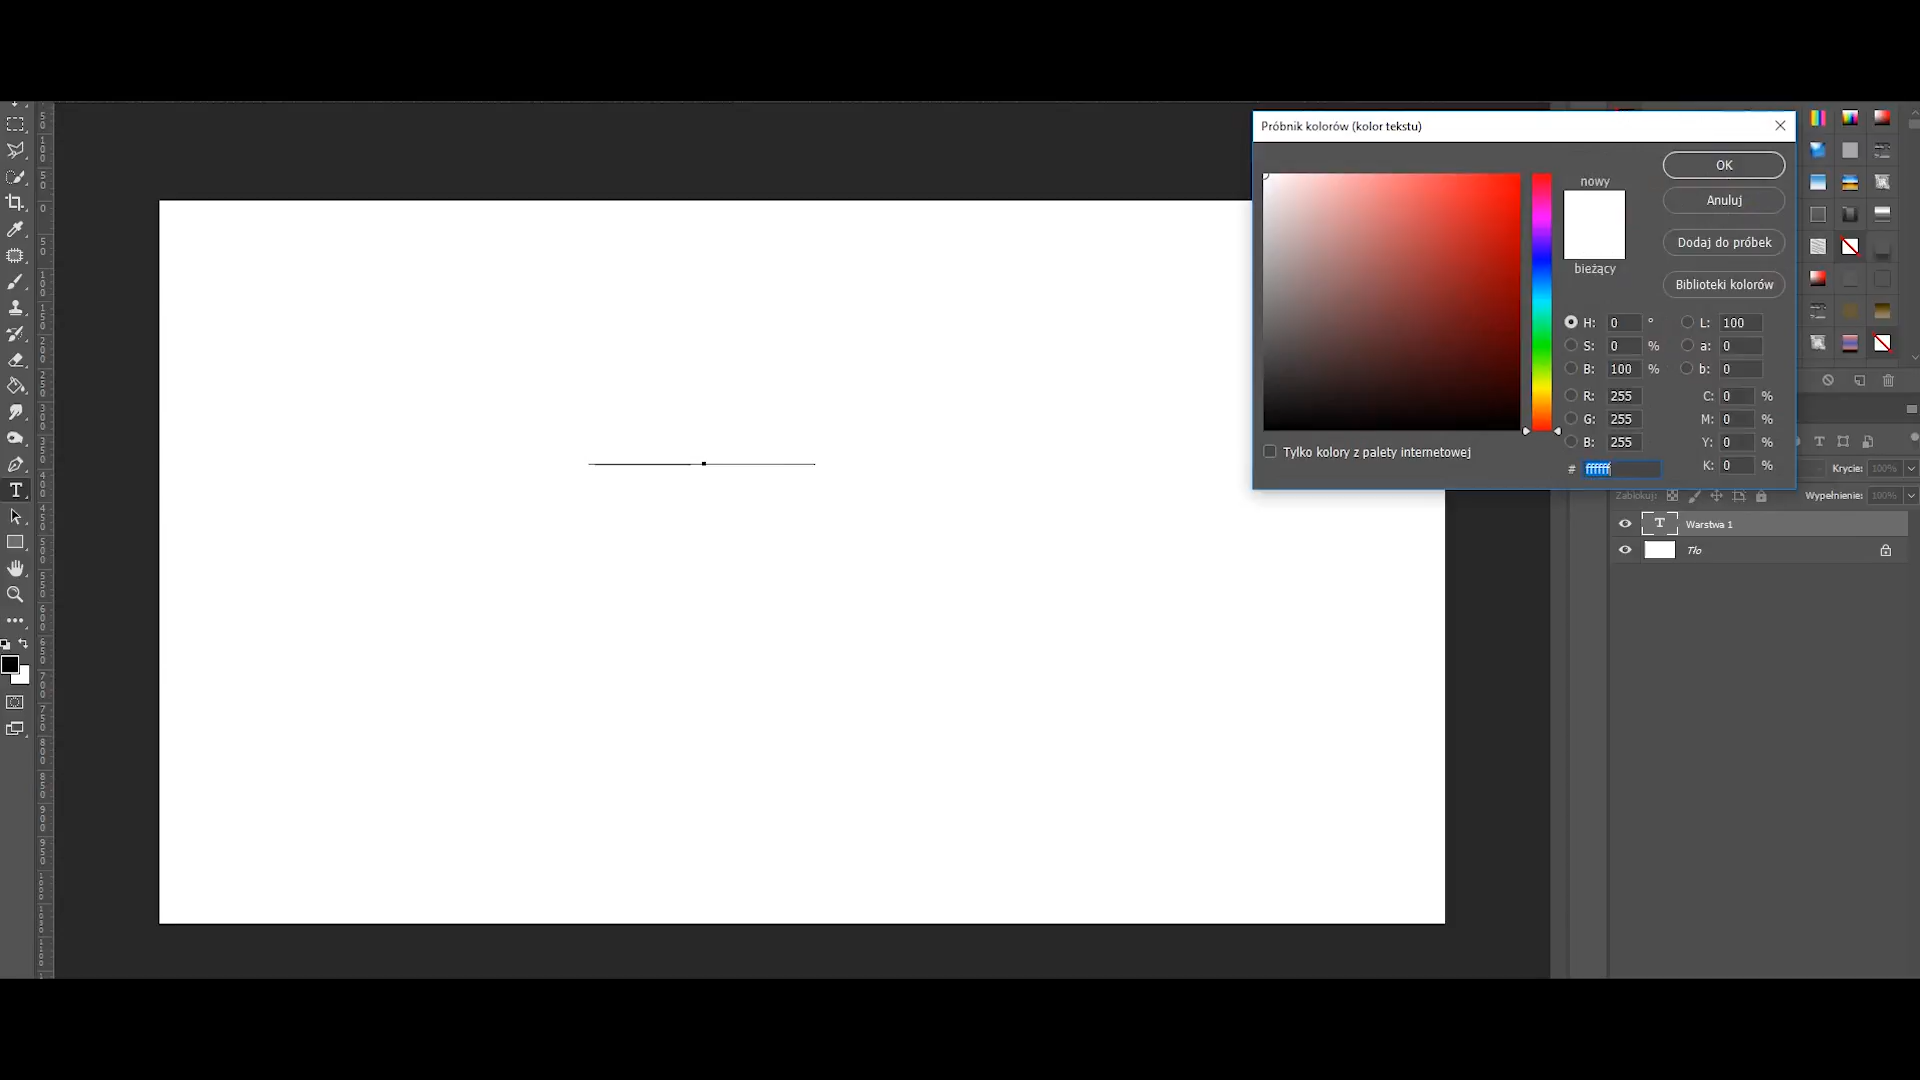 Próbnik kolorów (kolor tekstu)
OK
nowy
Anuluj
Dodaj do próbek
bieżący
Biblioteki kolorów
H: 0 °
L: 100
S: 0 %
a: 0
B: 100 %
b: 0
R: 255
C: 0 %
G: 255
M: 0 %
B: 255
Y: 0 %
Tylko kolory z palety internetowej
# ffffff
K: 0 %
Krycie: 100%
Zablokuj:
Wypełnienie: 100%
T Warstwa 1
Tło